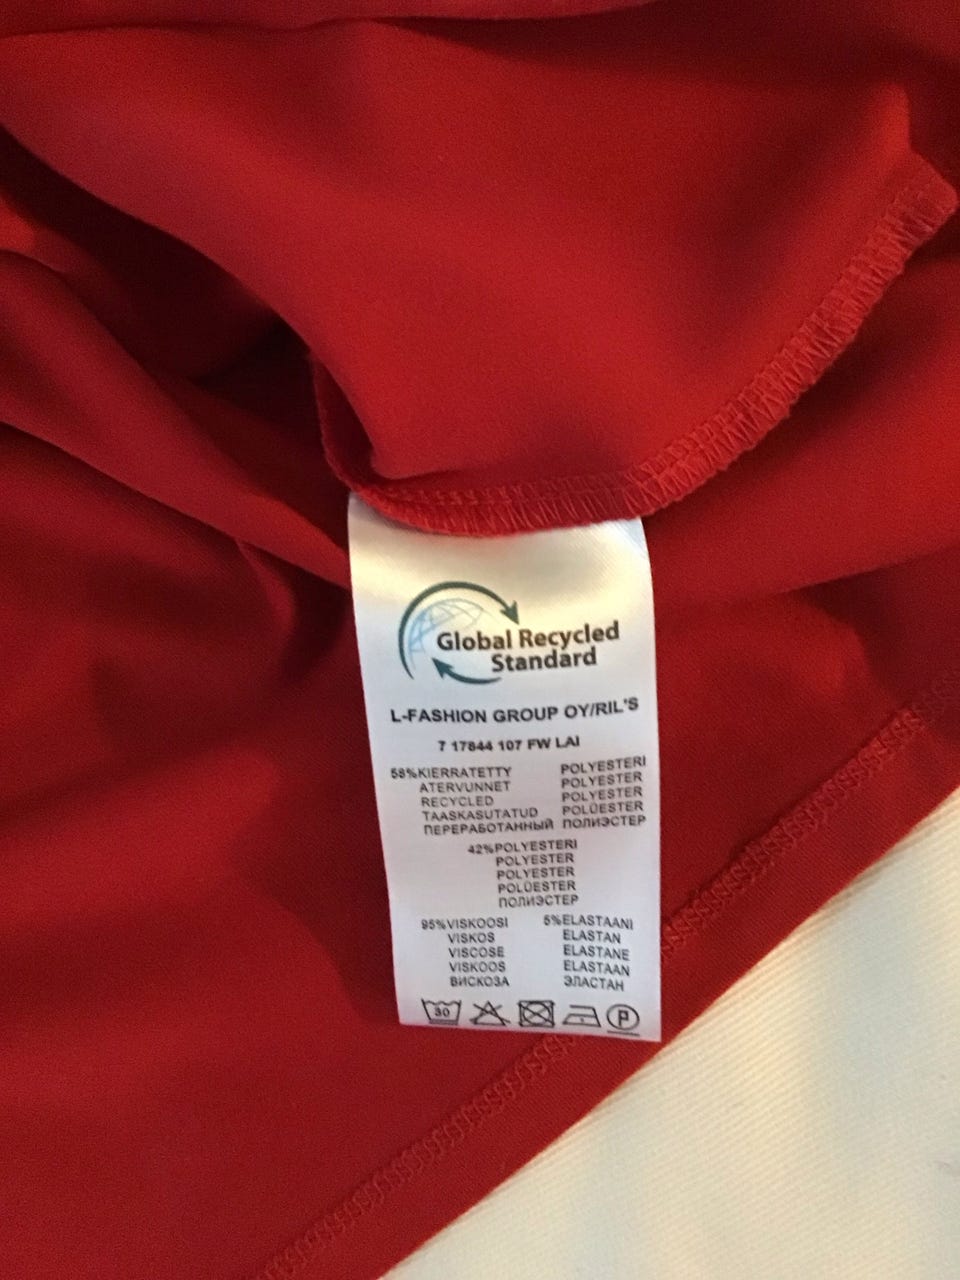 Global Recycled
Standard
L-FASHION GROUP OY/RIL'S
7 17844 107 FW LAI
58%KIERRATETTY POLYESTERI
ATERVUNNET POLYESTER
RECYCLED POLYESTER
TAASKASUTATUD POLÜESTER
ПЕРЕРАБОТАННЫЙ ПОЛИЭСТЕР
42%POLYESTERI
POLYESTER
POLYESTER
POLÜESTER
ПОЛИЭСТЕР
95%VISKOOSI 5%ELASTAANI
VISKOS ELASTAN
VISCOSE ELASTANE
VISKOOS ELASTAAN
ВИСКОЗА ЭЛАСТАН
30 P